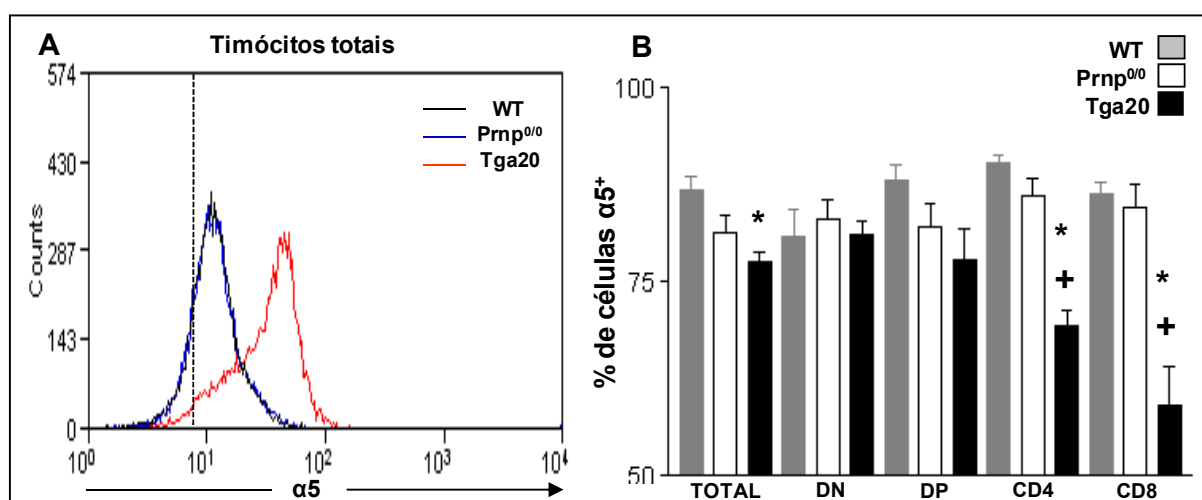 A
Timócitos totais
574
430
287
143
0
Counts
WT
Prnp⁰/⁰
Tga20
10⁰ 10¹ 10² 10³ 10⁴
α5
B
WT
Prnp⁰/⁰
Tga20
100
75
50
% de células α5⁺
*
*
+
*
+
TOTAL DN DP CD4 CD8